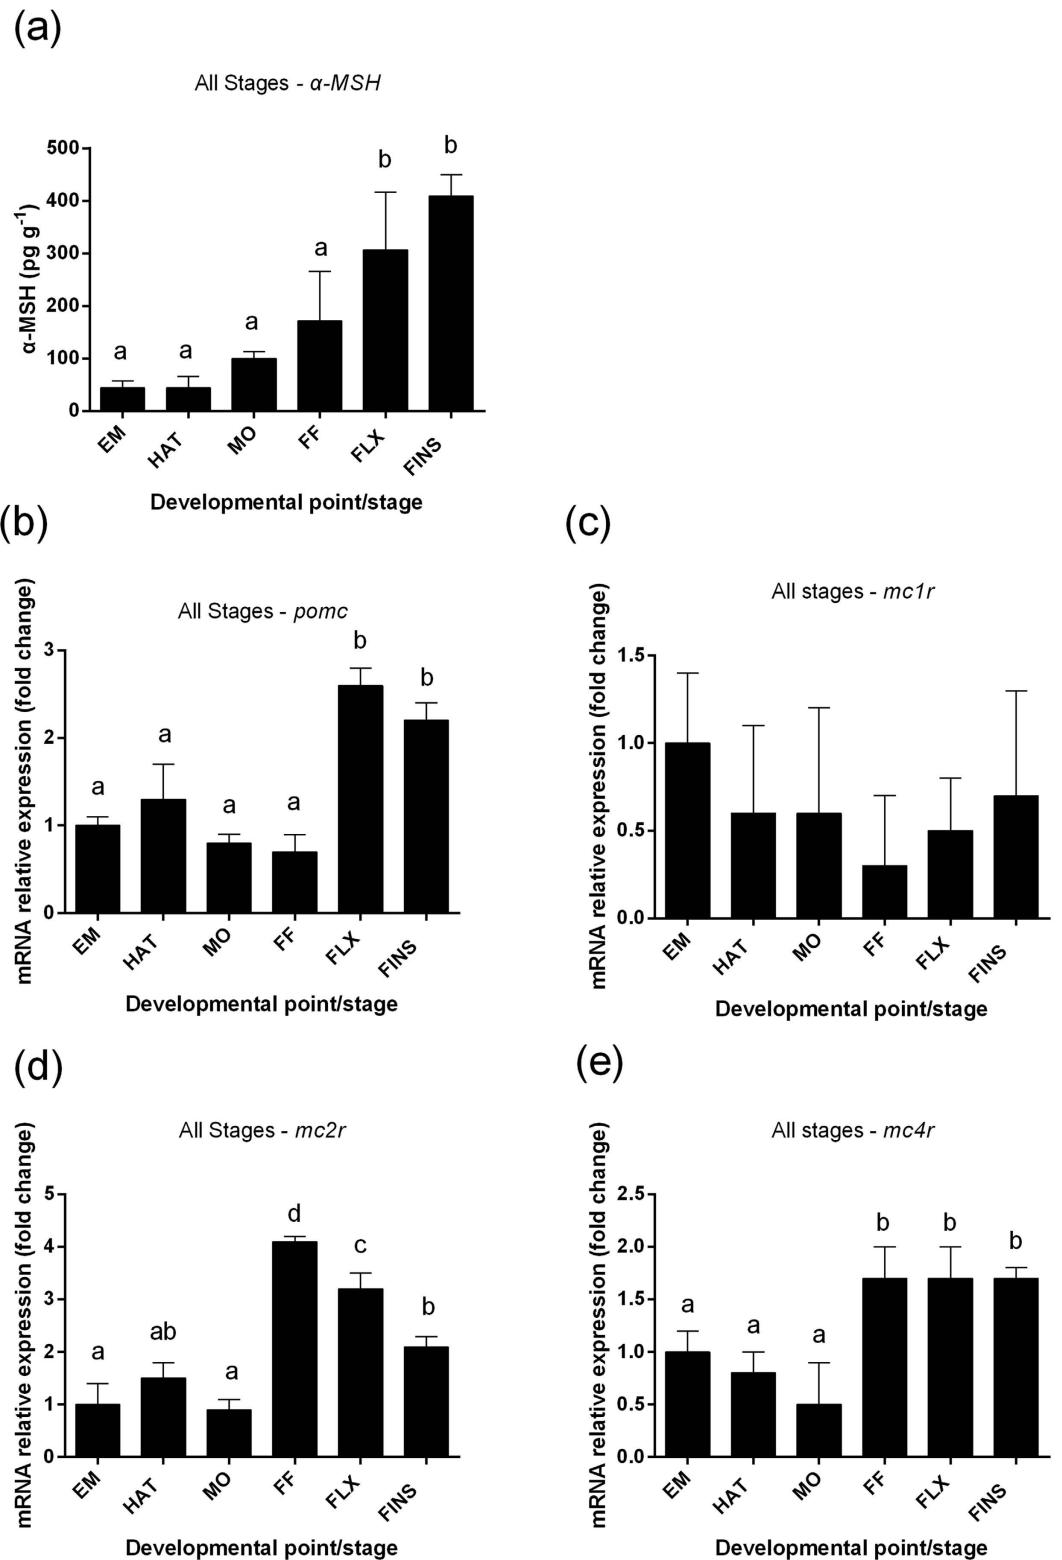 (a)
All Stages - α-MSH
α-MSH (pg g⁻¹)
500
400
300
200
100
0
a
a
a
a
b
b
EM
HAT
MO
FF
FLX
FINS
Developmental point/stage
(b)
All Stages - pomc
mRNA relative expression (fold change)
3
2
1
0
a
a
a
a
b
b
EM
HAT
MO
FF
FLX
FINS
Developmental point/stage
(c)
All stages - mc1r
mRNA relative expression (fold change)
1.5
1.0
0.5
0.0
EM
HAT
MO
FF
FLX
FINS
Developmental point/stage
(d)
All Stages - mc2r
mRNA relative expression (fold change)
5
4
3
2
1
0
a
ab
a
d
c
b
EM
HAT
MO
FF
FLX
FINS
Developmental point/stage
(e)
All stages - mc4r
mRNA relative expression (fold change)
2.5
2.0
1.5
1.0
0.5
0.0
a
a
a
b
b
b
EM
HAT
MO
FF
FLX
FINS
Developmental point/stage